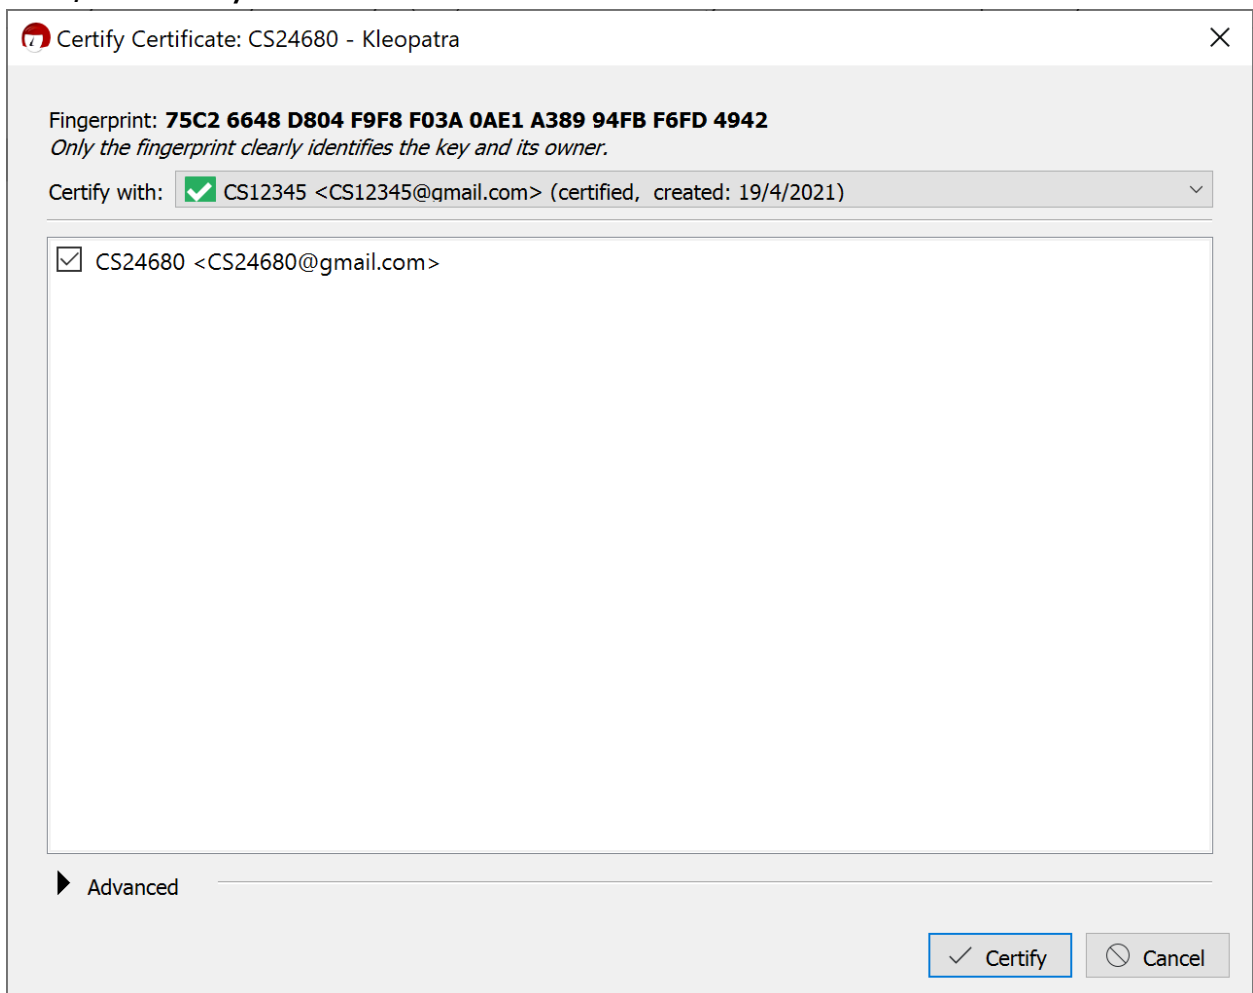 Certify Certificate: CS24680 - Kleopatra
Fingerprint: 75C2 6648 D804 F9F8 F03A 0AE1 A389 94FB F6FD 4942
Only the fingerprint clearly identifies the key and its owner.
Certify with: CS12345 <CS12345@gmail.com> (certified, created: 19/4/2021)
CS24680 <CS24680@gmail.com>
Advanced
Certify Cancel